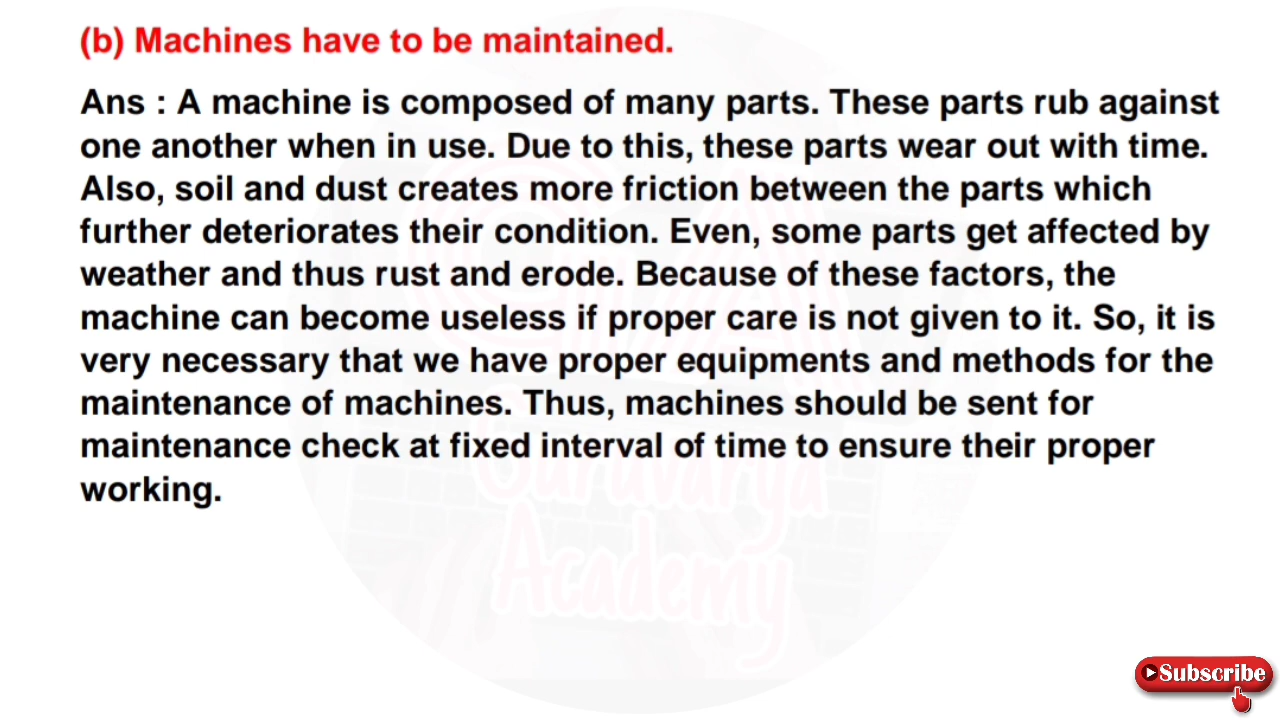 (b) Machines have to be maintained.
Ans : A machine is composed of many parts. These parts rub against
one another when in use. Due to this, these parts wear out with time.
Also, soil and dust creates more friction between the parts which
further deteriorates their condition. Even, some parts get affected by
weather and thus rust and erode. Because of these factors, the
machine can become useless if proper care is not given to it. So, it is
very necessary that we have proper equipments and methods for the
maintenance of machines. Thus, machines should be sent for
maintenance check at fixed interval of time to ensure their proper
working.
Academy
Subscribe